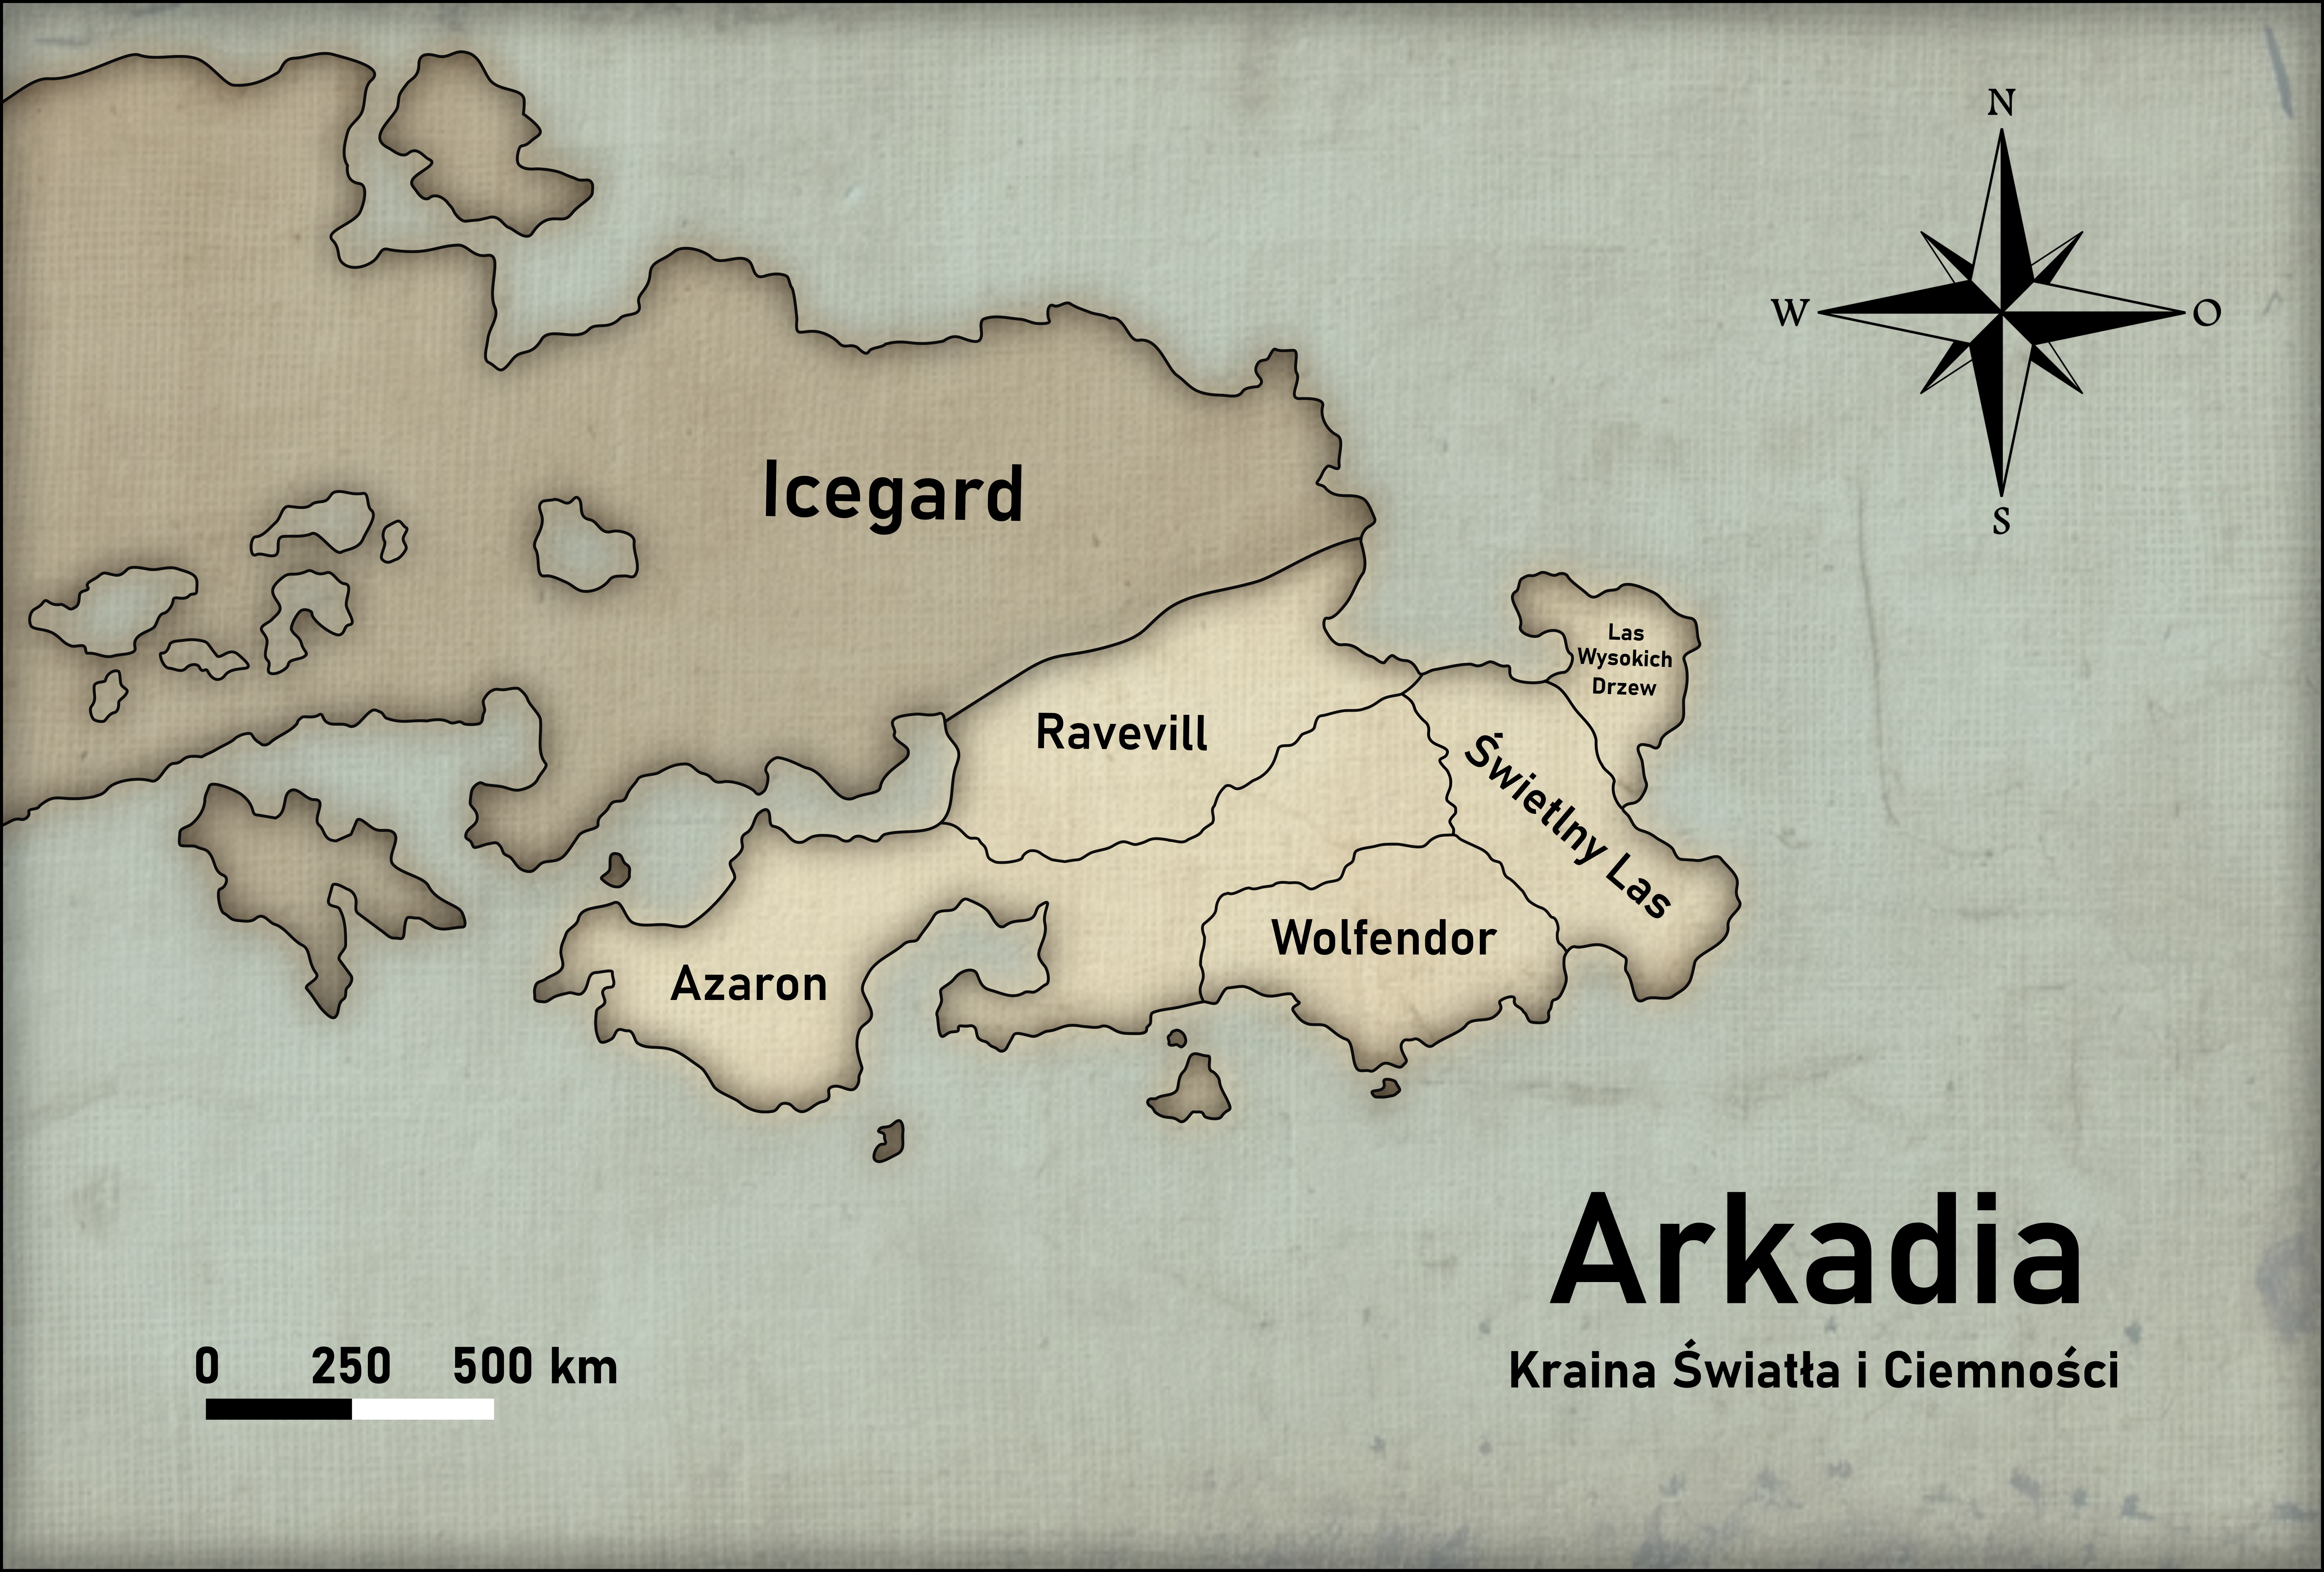 N
W
O
S
Icegard
Las
Wysokich
Drzew
Ravevill
Świetlny Las
Wolfendor
Azaron
Arkadia
Kraina Światła i Ciemności
0 250 500 km